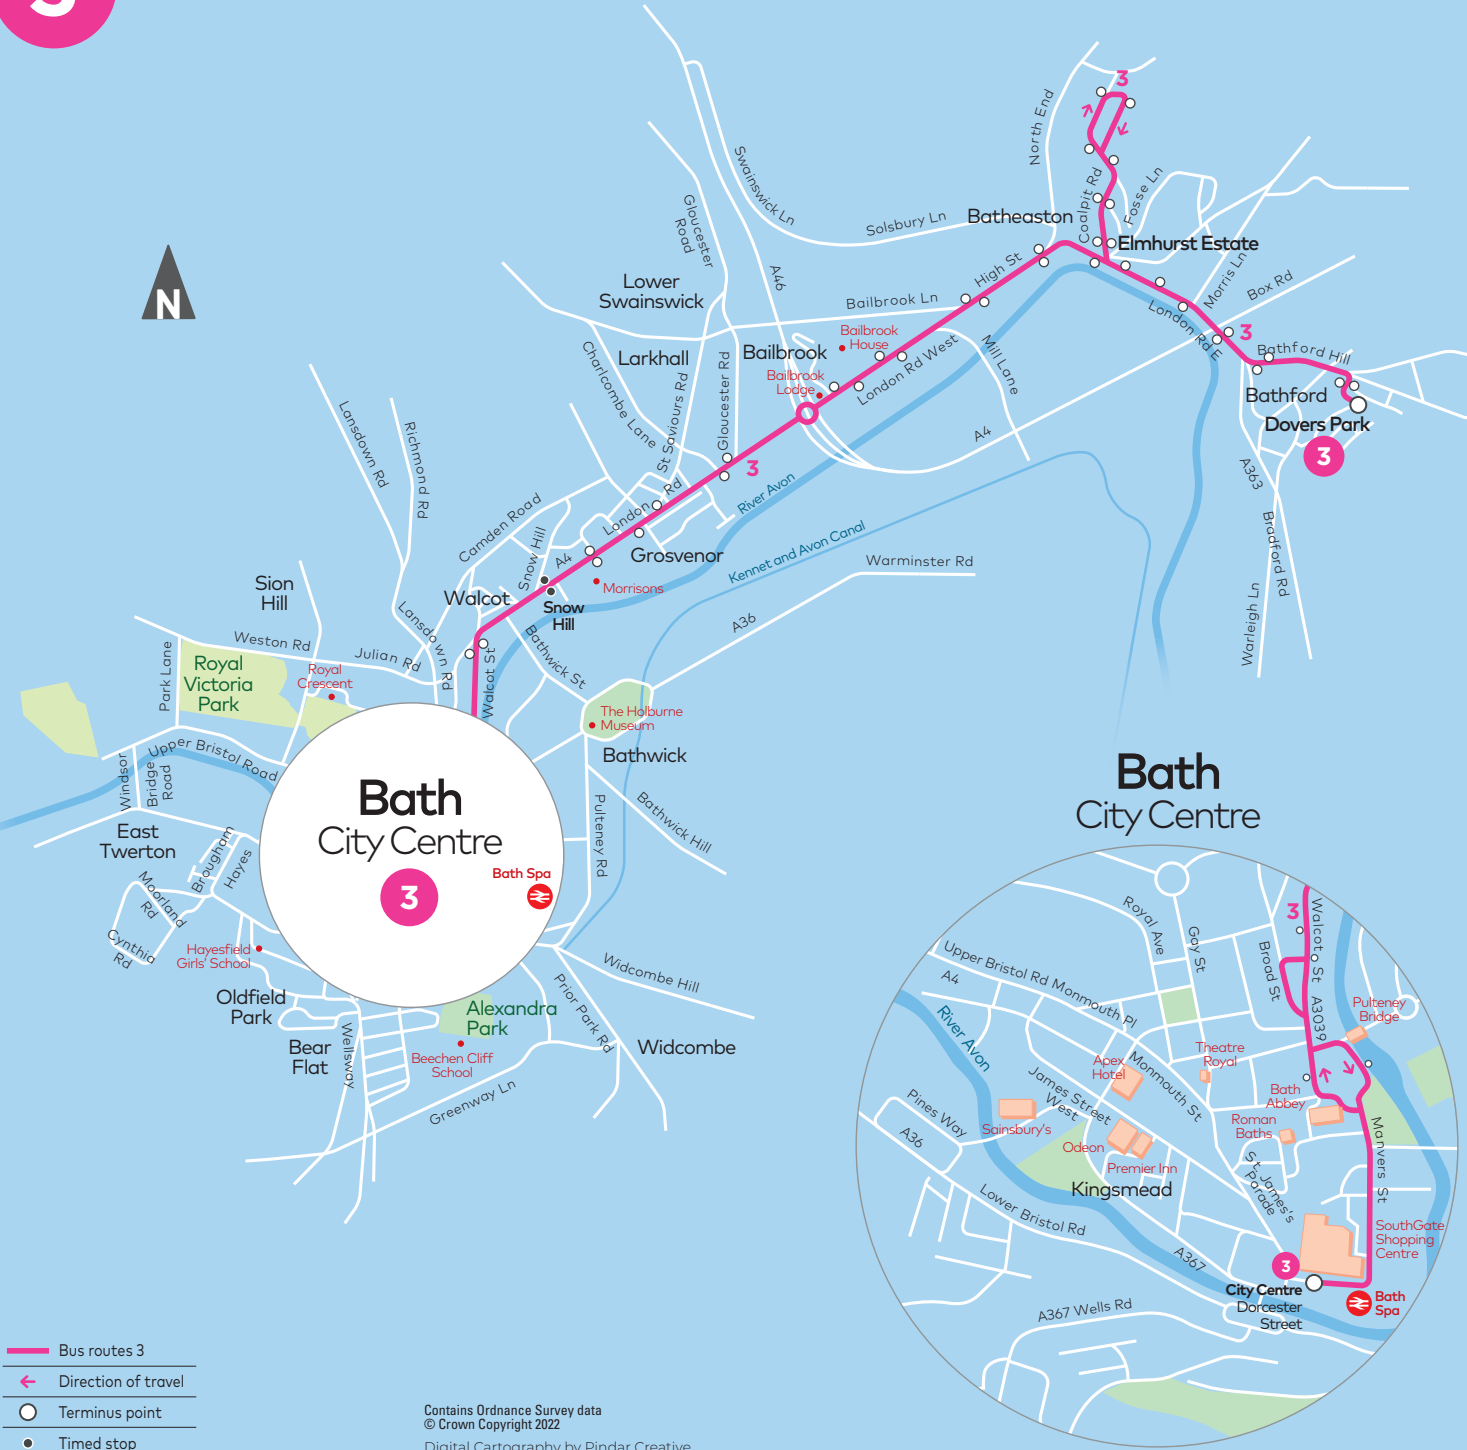 3
N
3
North End
Swainswick Ln
Solsbury Ln
Batheaston
Coalpit Rd
Fosse Ln
Elmhurst Estate
Gloucester
Road
A46
High St
Morris Ln
Box Rd
Lower
Swainswick
Bailbrook Ln
London Rd E
3
Bathford Hill
Bailbrook
House
Bailbrook
Larkhall
Bailbrook
Lodge
London Rd West
Mill Lane
Bathford
Dovers Park
3
Charlcombe Lane
St Saviours Rd
Gloucester Rd
A4
A363
Bradford Rd
Warleigh Ln
Lansdown Rd
Richmond Rd
3
River Avon
Camden Road
London Rd
Snow Hill
A4
Grosvenor
Kennet and Avon Canal
Warminster Rd
Morrisons
Sion
Hill
Walcot
Snow
Hill
A36
Weston Rd
Julian Rd
Lansdown Rd
Walcot St
Bathwick St
Park Lane
Royal
Victoria
Park
Royal
Crescent
The Holburne
Museum
Bathwick
Upper Bristol Road
Windsor
Bridge
Road
Bath
City Centre
3
Bath Spa
Pulteney Rd
Bathwick Hill
East
Twerton
Brougham
Hayes
Moorland
Rd
Cynthia
Rd
Hayesfield
Girls' School
Oldfield
Park
Bear
Flat
Wellsway
Alexandra
Park
Beechen Cliff
School
Greenway Ln
Prior Park Rd
Widcombe Hill
Widcombe
Bath
City Centre
3
Walcot St
Royal Ave
Gay St
Broad St
A3039
Upper Bristol Rd
Monmouth Pl
A4
River Avon
Pulteney
Bridge
Theatre
Royal
Apex
Hotel
Monmouth St
James Street
West
Bath
Abbey
Roman
Baths
Sainsbury's
Pines Way
A36
Odeon
Premier Inn
Kingsmead
Manvers St
St. James's
Parade
Lower Bristol Rd
SouthGate
Shopping
Centre
A367
3
City Centre
Dorcester
Street
Bath
Spa
A367 Wells Rd
Bus routes 3
Direction of travel
Terminus point
Timed stop
Contains Ordnance Survey data
© Crown Copyright 2022
Digital Cartography by Pindar Creative